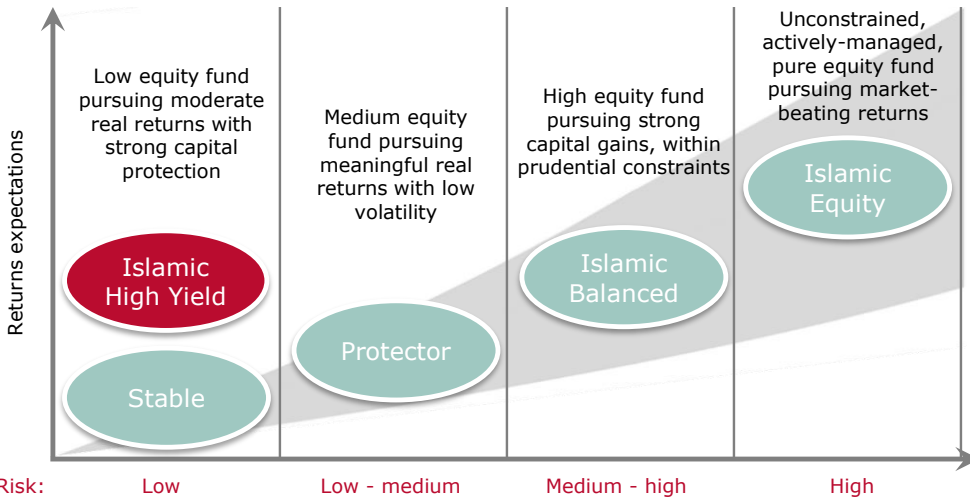 Returns expectations
Low equity fund
pursuing moderate
real returns with
strong capital
protection
Islamic
High Yield
Stable
Medium equity
fund pursuing
meaningful real
returns with low
volatility
Protector
High equity fund
pursuing strong
capital gains, within
prudential constraints
Islamic
Balanced
Unconstrained,
actively-managed,
pure equity fund
pursuing market-
beating returns
Islamic
Equity
Risk: Low Low - medium Medium - high High